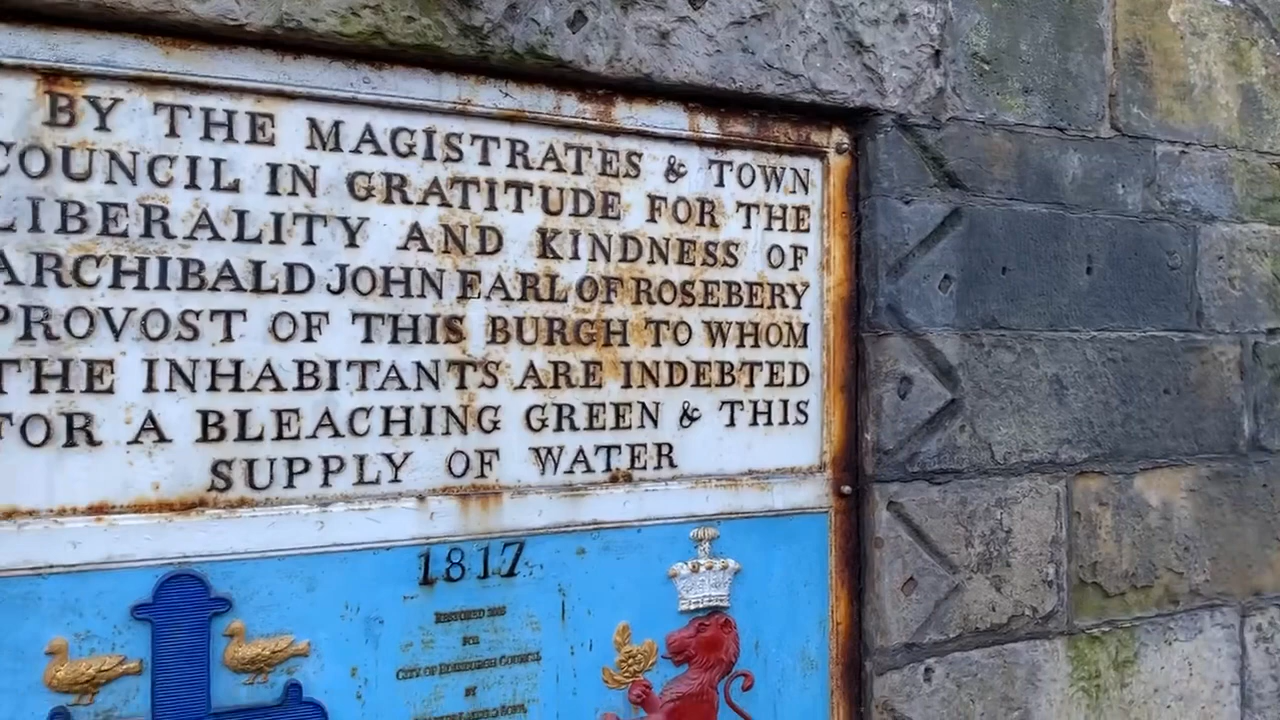 BY THE MAGISTRATES & TOWN
COUNCIL IN GRATITUDE FOR THE
LIBERALITY AND KINDNESS OF
ARCHIBALD JOHN EARL OF ROSEBERY
PROVOST OF THIS BURGH TO WHOM
THE INHABITANTS ARE INDEBTED
FOR A BLEACHING GREEN & THIS
SUPPLY OF WATER
1817
RESTORED
FOR
CITY OF EDINBURGH COUNCIL
BY